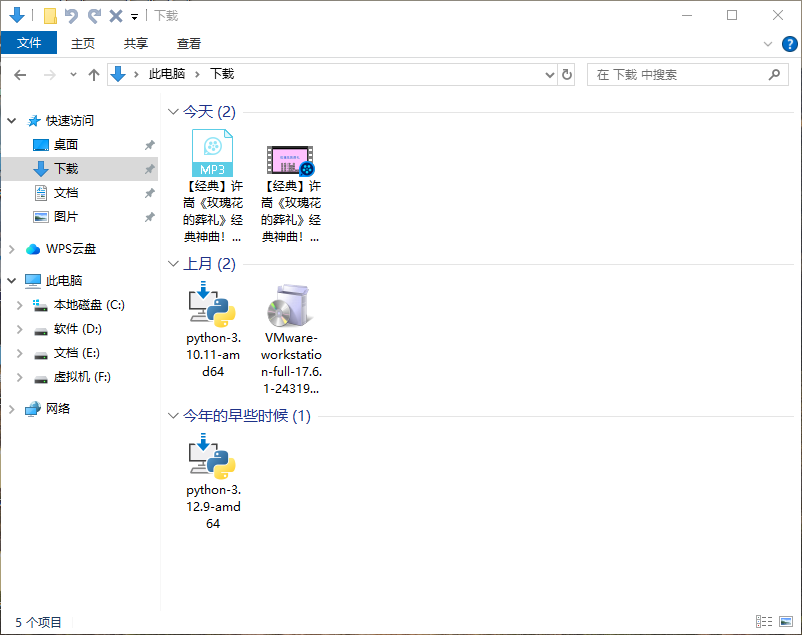 下载
文件 主页 共享 查看
此电脑 下载
在 下载 中搜索
快速访问
桌面
下载
文档
图片
WPS云盘
此电脑
本地磁盘 (C:)
软件 (D:)
文档 (E:)
虚拟机 (F:)
网络
今天 (2)
MP3
【经典】许
嵩《玫瑰花
的葬礼》经
典神曲！...
【经典】许
嵩《玫瑰花
的葬礼》经
典神曲！...
上月 (2)
python-3.
10.11-am
d64
VMware-
workstatio
n-full-17.6.
1-24319...
今年的早些时候 (1)
python-3.
12.9-amd
64
5 个项目